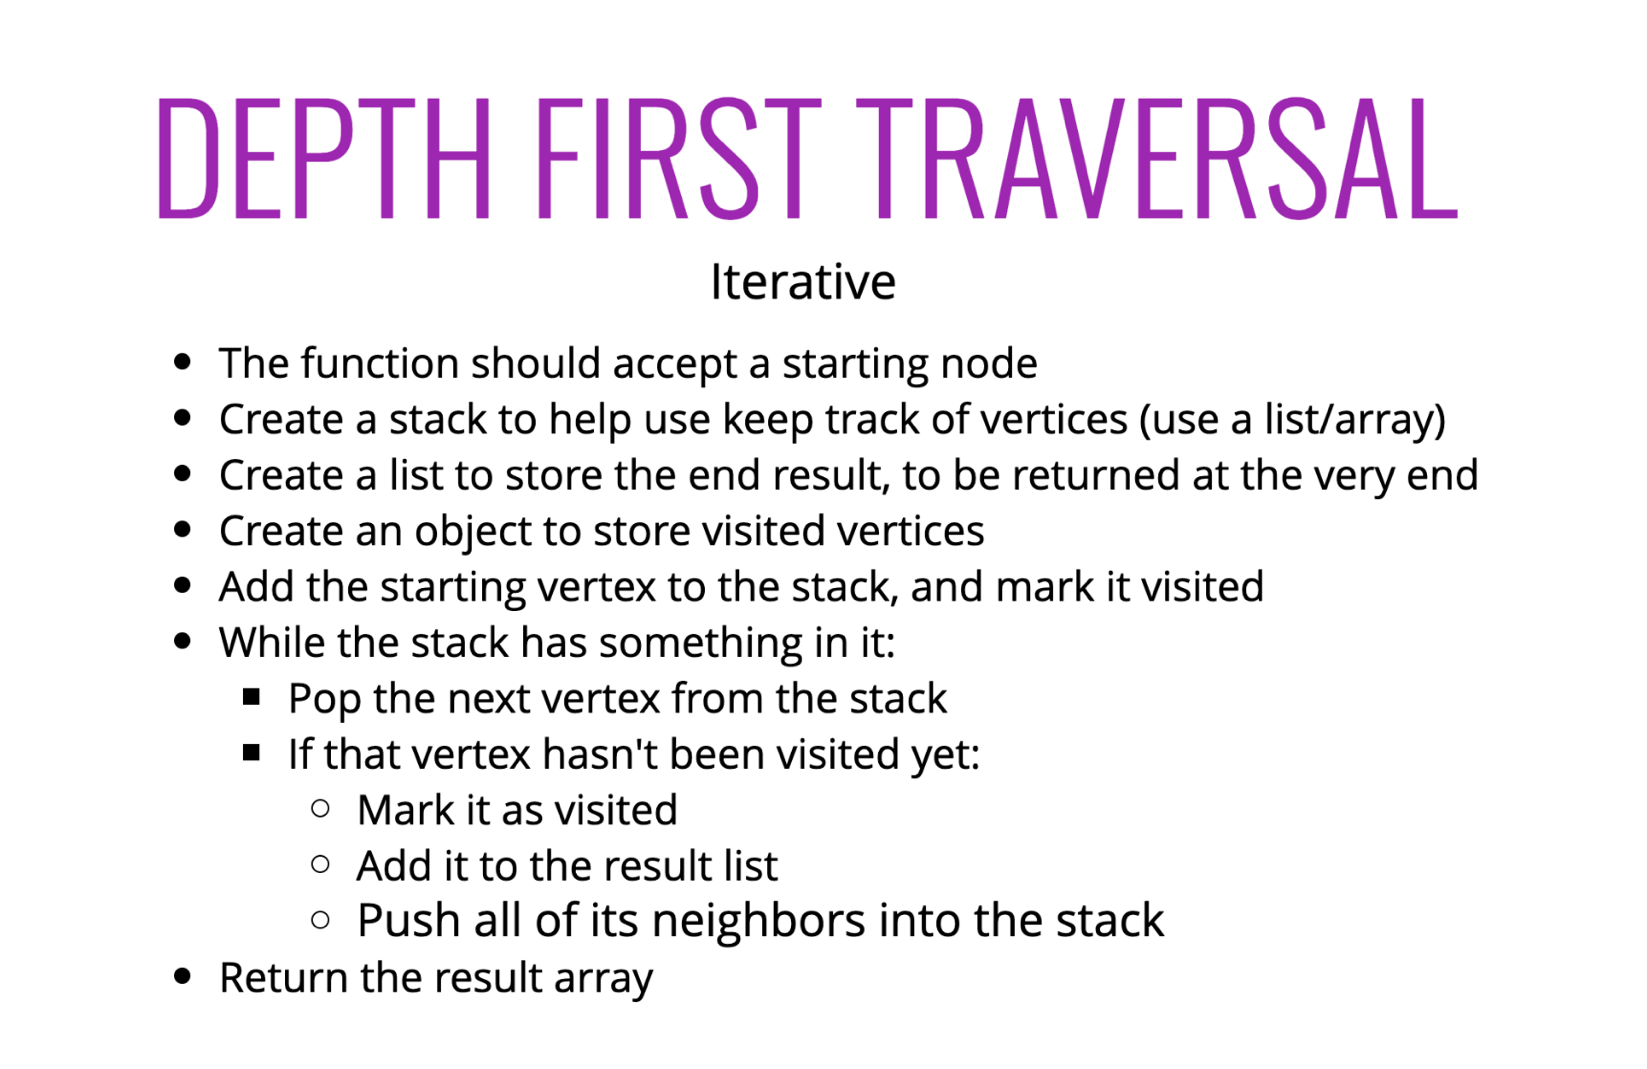 DEPTH FIRST TRAVERSAL
Iterative
• The function should accept a starting node
• Create a stack to help use keep track of vertices (use a list/array)
• Create a list to store the end result, to be returned at the very end
• Create an object to store visited vertices
• Add the starting vertex to the stack, and mark it visited
• While the stack has something in it:
▪ Pop the next vertex from the stack
▪ If that vertex hasn't been visited yet:
○ Mark it as visited
○ Add it to the result list
○ Push all of its neighbors into the stack
• Return the result array